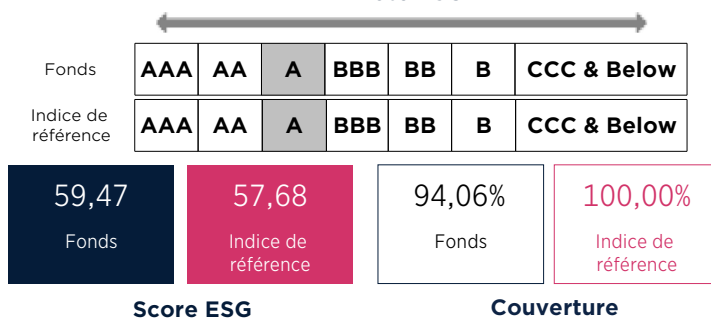 Fonds AAA AA A BBB BB B CCC & Below
Indice de référence AAA AA A BBB BB B CCC & Below
59,47 57,68 94,06% 100,00%
Fonds Indice de référence Fonds Indice de référence
Score ESG Couverture